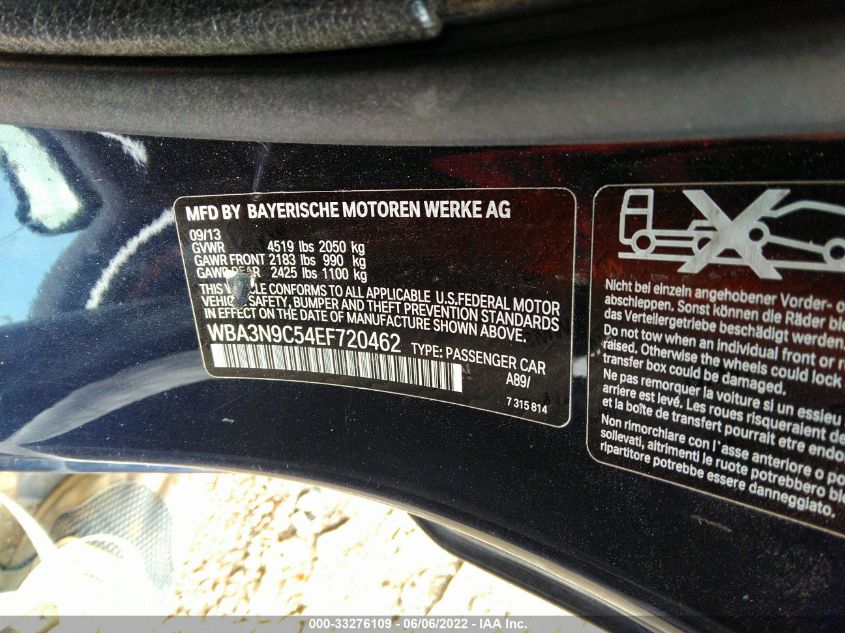 MFD BY BAYERISCHE MOTOREN WERKE AG
09/13
GVWR 4519 lbs 2050 kg
GAWR FRONT 2183 lbs 990 kg
GAWR REAR 2425 lbs 1100 kg
THIS VEHICLE CONFORMS TO ALL APPLICABLE U.S.FEDERAL MOTOR
VEHICLE SAFETY, BUMPER AND THEFT PREVENTION STANDARDS
IN EFFECT ON THE DATE OF MANUFACTURE SHOWN ABOVE.
WBA3N9C54EF720462 TYPE: PASSENGER CAR
A89/
7 315 814
Nicht bei einzeln angehobener Vorder- o
abschleppen. Sonst können die Räder ble
das Verteilergetriebe beschädigt werden.
Do not tow when an individual front or
raised. Otherwise the wheels could lock
transfer box could be damaged.
Ne pas remorquer la voiture si un essieu
arrière est levé. Les roues risqueraient de
et la boîte de transfert pourrait etre endo
Non rimorchiare con l`asse anteriore o po
sollevati, altrimenti le ruote potrebbero blo
ripartitore potrebbe essere danneggiato.
000-33276109 - 06/06/2022 - IAA Inc.